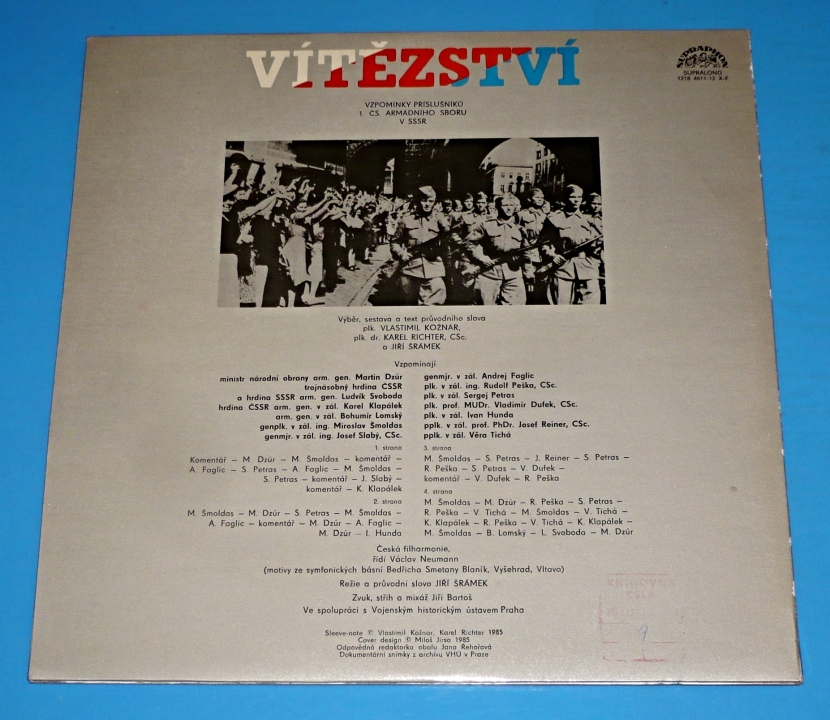 VÍTĚZSTVÍ
SUPRAPHON
SUPRALONG
1218 4611-12 X-F
VZPOMÍNKY PŘÍSLUŠNÍKŮ
1. ČS. ARMÁDNÍHO SBORU
V SSSR
Výběr, sestava a text průvodního slova
plk. VLASTIMIL KOŽNAR,
plk. dr. KAREL RICHTER, CSc.
a JIŘÍ ŠRÁMEK
Vzpomínají
ministr národní obrany arm. gen. Martin Dzúr
trojnásobný hrdina ČSSR
a hrdina SSSR arm. gen. Ludvík Svoboda
hrdina ČSSR arm. gen. v zál. Karel Klapálek
arm. gen. v zál. Bohumír Lomský
genplk. v zál. ing. Miroslav Šmoldas
genmjr. v zál. ing. Josef Slabý, CSc.
genmjr. v zál. Andrej Faglic
plk. v zál. ing. Rudolf Peška, CSc.
plk. v zál. Sergej Petras
plk. prof. MUDr. Vladimír Dufek, CSc.
plk. v zál. Ivan Hunda
pplk. v zál. prof. PhDr. Josef Reiner, CSc.
pplk. v zál. Věra Tichá
1. strana
Komentář – M. Dzúr – M. Šmoldas – komentář –
A. Faglic – S. Petras – A. Faglic – M. Šmoldas –
S. Petras – komentář – J. Slabý –
komentář – K. Klapálek
2. strana
M. Šmoldas – M. Dzúr – S. Petras – M. Šmoldas –
A. Faglic – komentář – M. Dzúr – A. Faglic –
M. Dzúr – I. Hunda
3. strana
M. Šmoldas – S. Petras – J. Reiner – S. Petras –
R. Peška – S. Petras – V. Dufek –
komentář – V. Dufek – R. Peška
4. strana
M. Šmoldas – M. Dzúr – R. Peška – S. Petras –
R. Peška – V. Tichá – M. Šmoldas – V. Tichá –
K. Klapálek – R. Peška – V. Tichá – K. Klapálek –
M. Šmoldas – B. Lomský – L. Svoboda – M. Dzúr
Česká filharmonie,
řídí Václav Neumann
(motivy ze symfonických básní Bedřicha Smetany Blaník, Vyšehrad, Vltava)
Režie a průvodní slovo JIŘÍ ŠRÁMEK
Zvuk, střih a mixáž Jiří Bartoš
Ve spolupráci s Vojenským historickým ústavem Praha
Sleeve-note © Vlastimil Kožnar, Karel Richter 1985
Cover design © Miloš Jirsa 1985
Odpovědná redaktorka obalu Jana Řehořová
Dokumentární snímky z archívu VHÚ v Praze